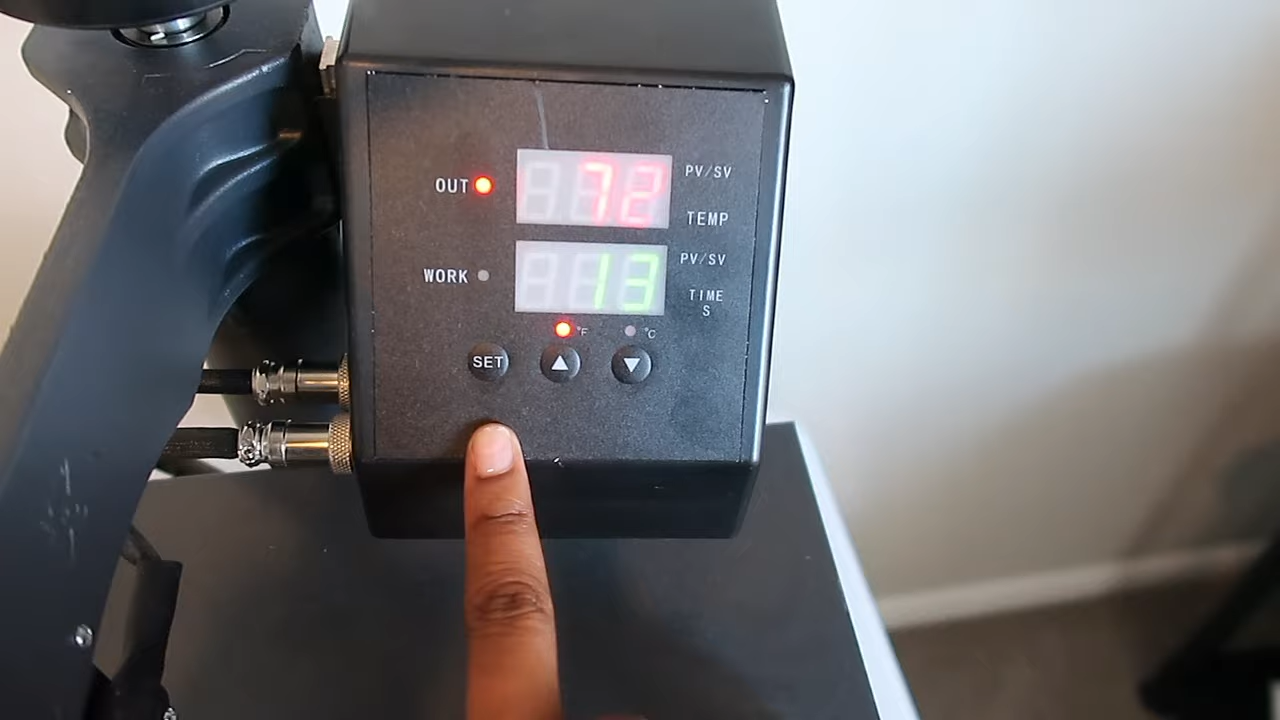 OUT 72 PV/SV
TEMP
WORK 13 PV/SV
TIME
S
°F °C
SET